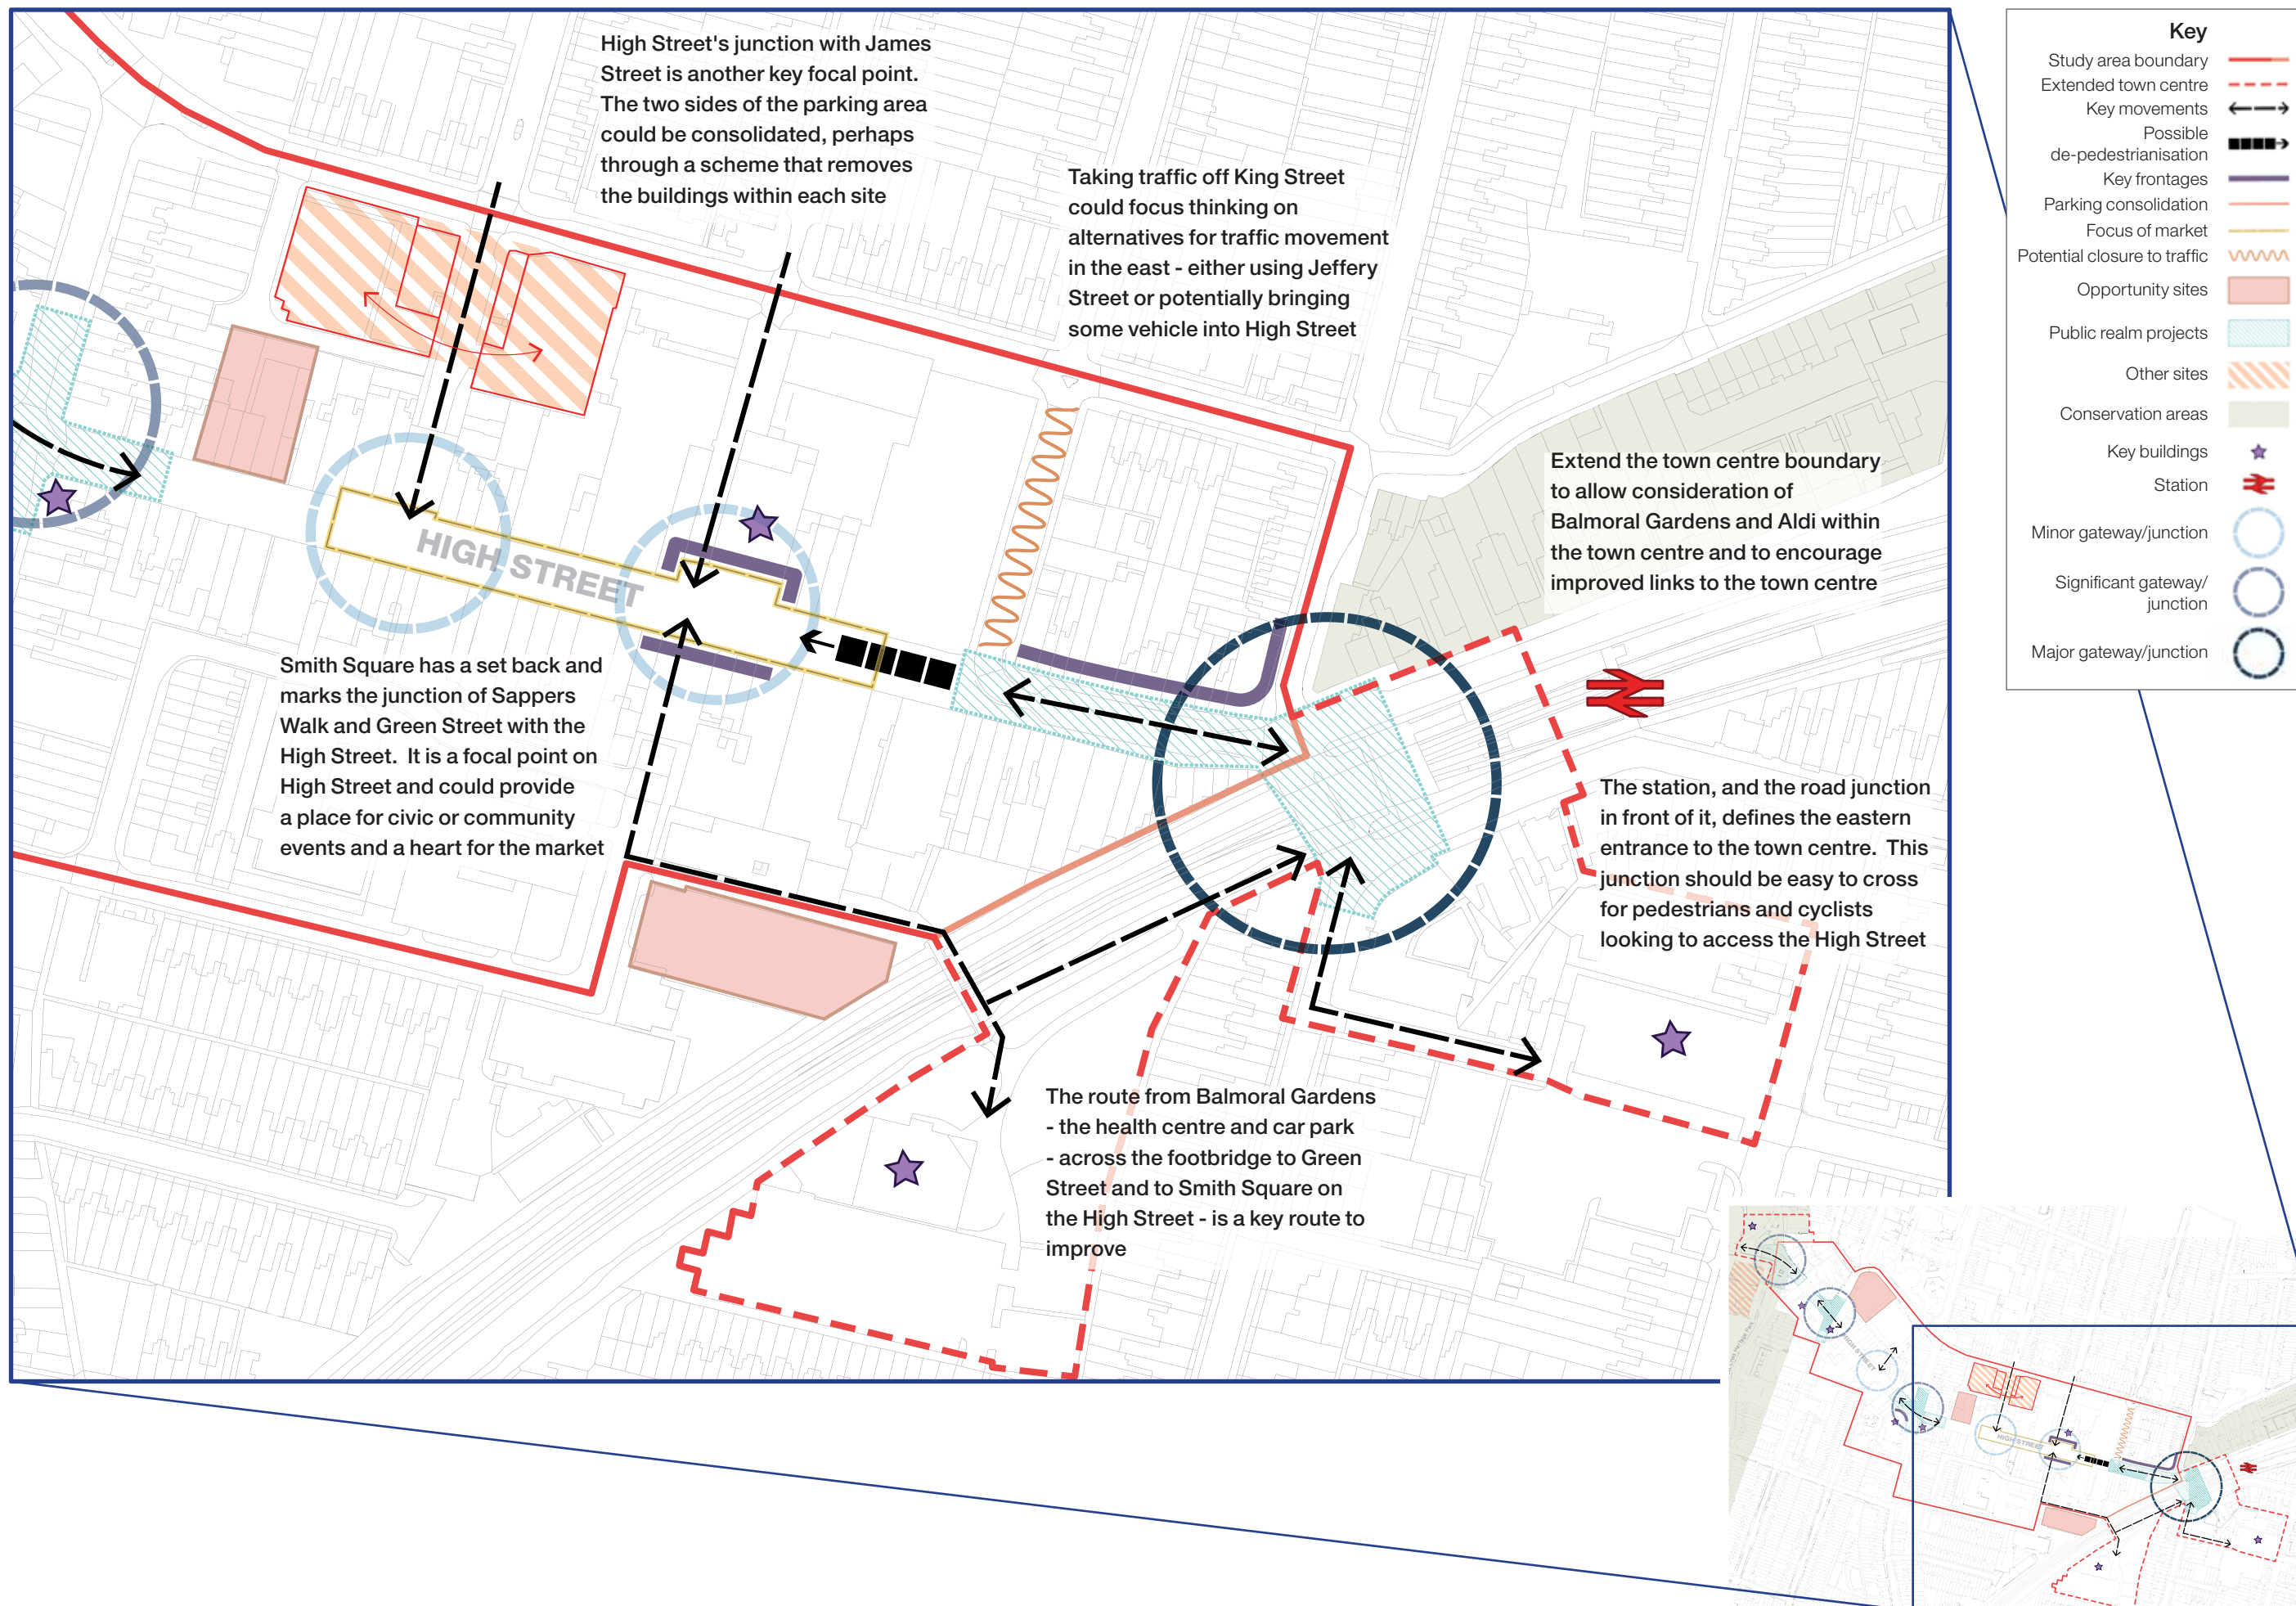 High Street's junction with James
Street is another key focal point.
The two sides of the parking area
could be consolidated, perhaps
through a scheme that removes
the buildings within each site
Taking traffic off King Street
could focus thinking on
alternatives for traffic movement
in the east - either using Jeffery
Street or potentially bringing
some vehicle into High Street
Extend the town centre boundary
to allow consideration of
Balmoral Gardens and Aldi within
the town centre and to encourage
improved links to the town centre
HIGH STREET
Smith Square has a set back and
marks the junction of Sappers
Walk and Green Street with the
High Street.  It is a focal point on
High Street and could provide
a place for civic or community
events and a heart for the market
The station, and the road junction
in front of it, defines the eastern
entrance to the town centre.  This
junction should be easy to cross
for pedestrians and cyclists
looking to access the High Street
The route from Balmoral Gardens
- the health centre and car park
- across the footbridge to Green
Street and to Smith Square on
the High Street - is a key route to
improve
Key
Study area boundary
Extended town centre
Key movements
Possible
de-pedestrianisation
Key frontages
Parking consolidation
Focus of market
Potential closure to traffic
Opportunity sites
Public realm projects
Other sites
Conservation areas
Key buildings
Station
Minor gateway/junction
Significant gateway/
junction
Major gateway/junction
HIGH STREET
HIGH STREET